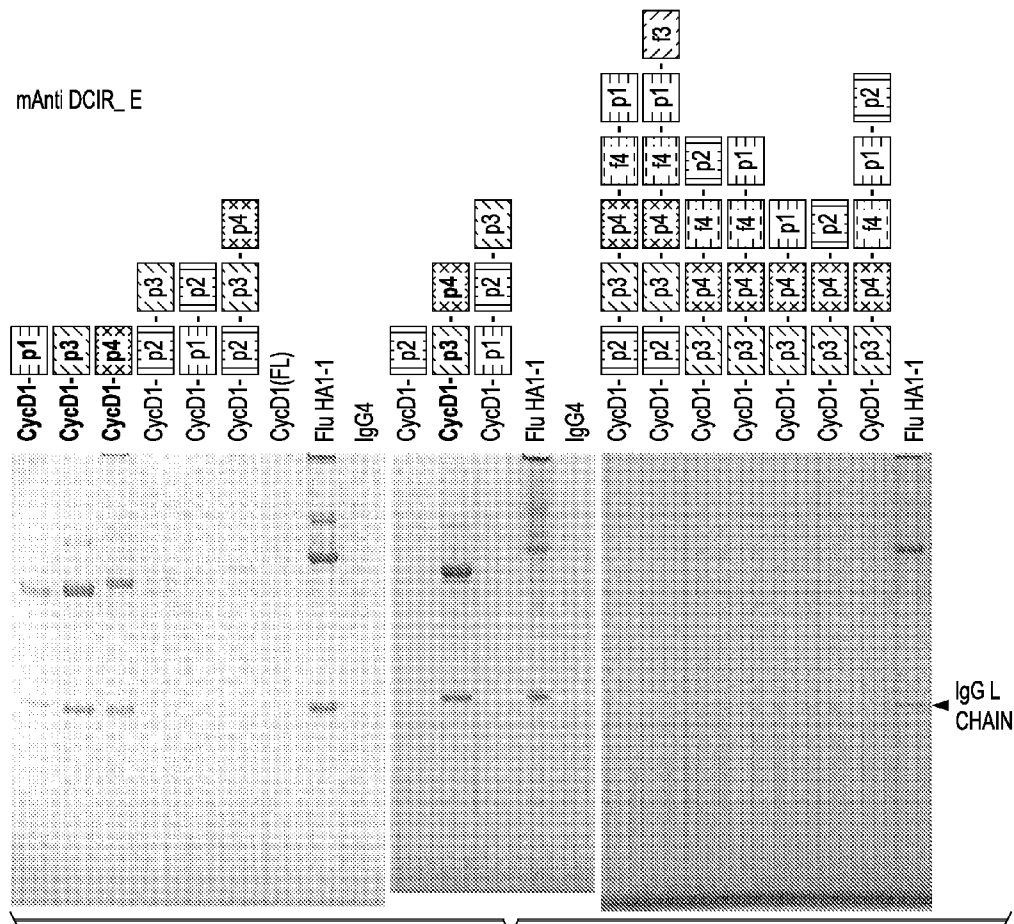 mAnti DCIR_ E
CycD1-p1
CycD1-p3
CycD1-p4
CycD1-p2-p3
CycD1-p1-p2
CycD1-p2-p3-p4
CycD1(FL)
Flu HA1-1
IgG4
CycD1-p2
CycD1-p3-p4
CycD1-p1-p2-p3
Flu HA1-1
IgG4
CycD1-p2-p3-p4-f4-p1
CycD1-p2-p3-p4-f4-p1-f3
CycD1-p3-p4-f4-p2
CycD1-p3-p4-f4-p1
CycD1-p3-p4-p1
CycD1-p3-p4-p2
CycD1-p3-p4-f4-p1-p2
Flu HA1-1
IgG L
CHAIN